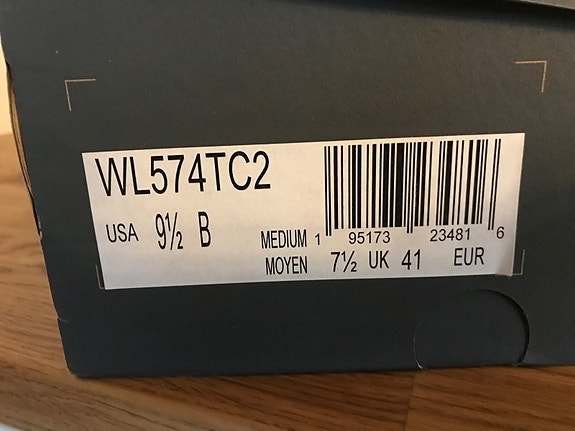 WL574TC2
USA 9½ B
MEDIUM 1 95173 23481 6
MOYEN 7½ UK 41 EUR